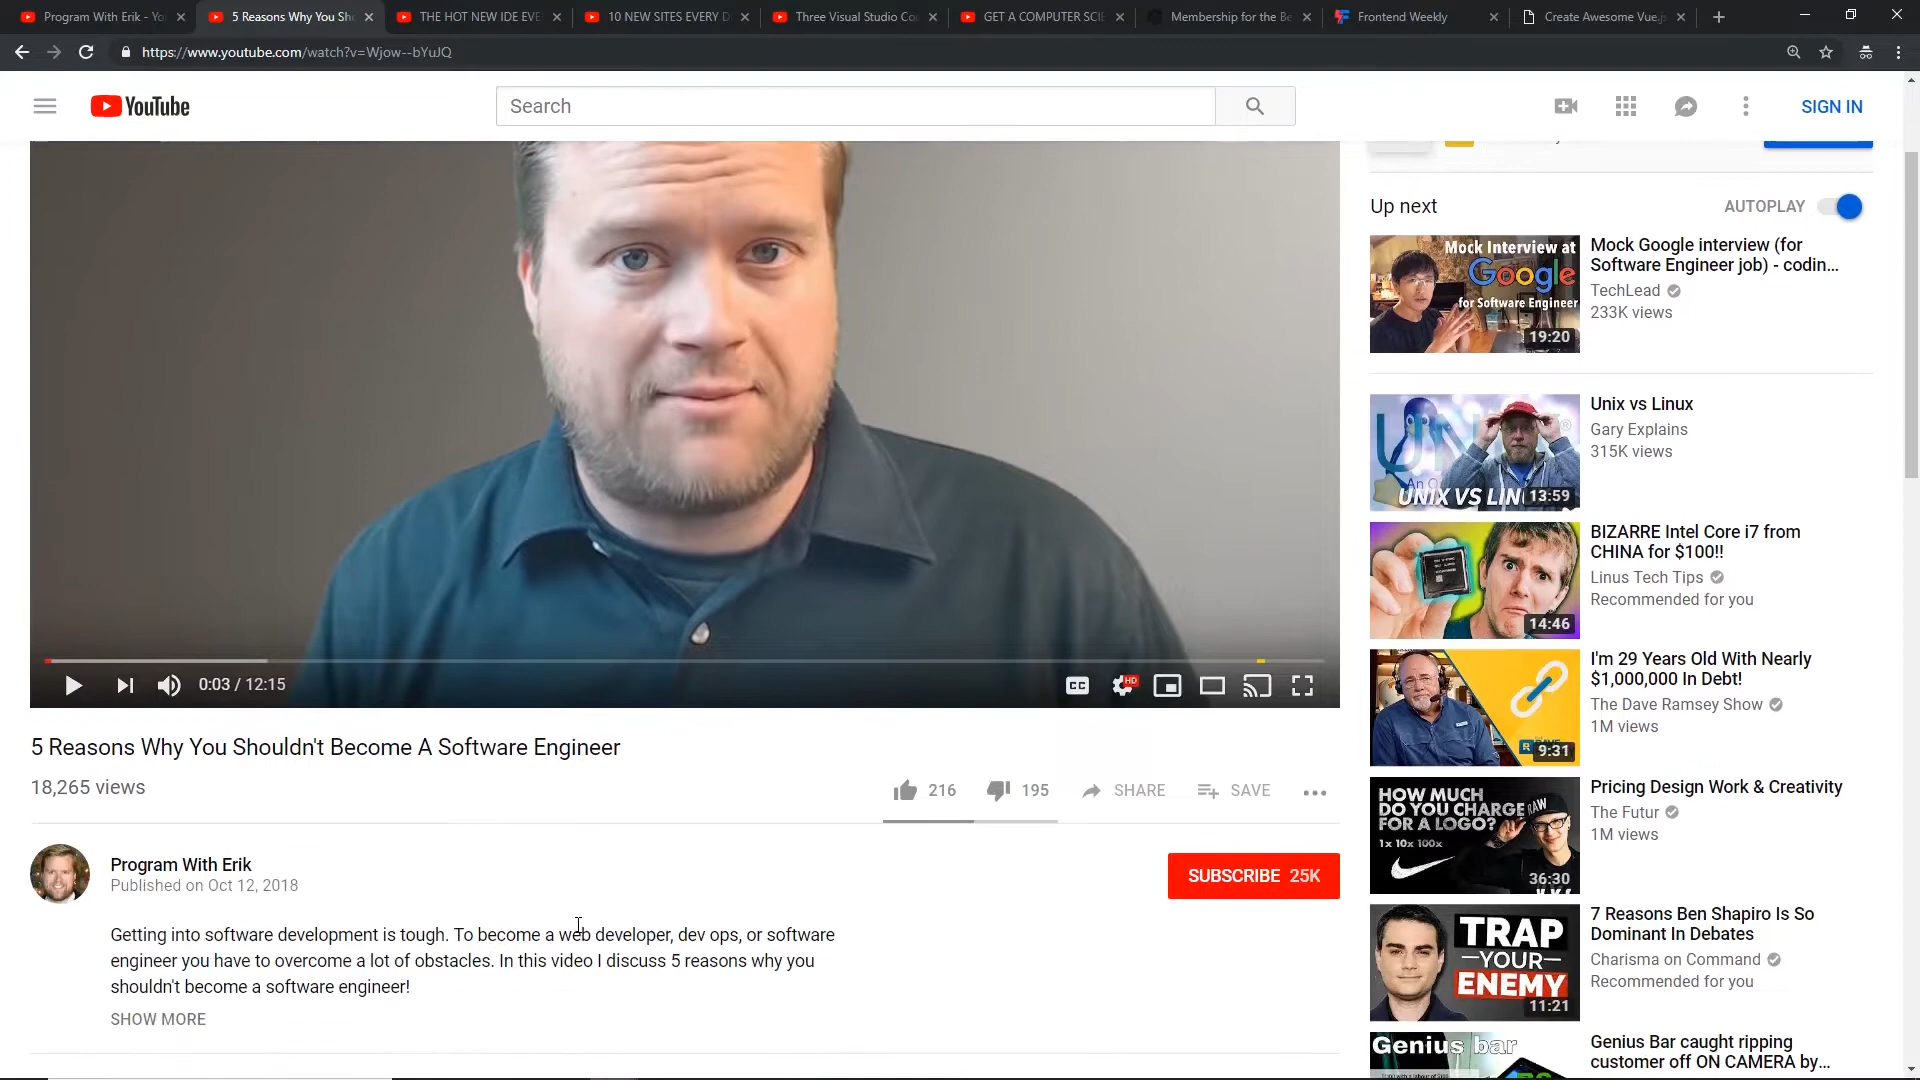 Program With Erik - Yo
5 Reasons Why You Sh
THE HOT NEW IDE EVE
10 NEW SITES EVERY D
Three Visual Studio Co
GET A COMPUTER SCIE
Membership for the Be
Frontend Weekly
Create Awesome Vue.js
https://www.youtube.com/watch?v=Wjow--bYuJQ
YouTube
Search
SIGN IN
Up next
AUTOPLAY
Mock Interview at
Google
for Software Engineer
19:20
Mock Google interview (for
Software Engineer job) - codin...
TechLead
233K views
UNIX VS LIN
13:59
Unix vs Linux
Gary Explains
315K views
14:46
BIZARRE Intel Core i7 from
CHINA for $100!!
Linus Tech Tips
Recommended for you
9:31
I'm 29 Years Old With Nearly
$1,000,000 In Debt!
The Dave Ramsey Show
1M views
0:03 / 12:15
CC
HD
5 Reasons Why You Shouldn't Become A Software Engineer
18,265 views
216
195
SHARE
SAVE
HOW MUCH
DO YOU CHARGE
FOR A LOGO?
1x 10x 100x
RAW
36:30
Pricing Design Work & Creativity
The Futur
1M views
Program With Erik
Published on Oct 12, 2018
SUBSCRIBE 25K
Getting into software development is tough. To become a web developer, dev ops, or software
engineer you have to overcome a lot of obstacles. In this video I discuss 5 reasons why you
shouldn't become a software engineer!
SHOW MORE
TRAP
—YOUR—
ENEMY
11:21
7 Reasons Ben Shapiro Is So
Dominant In Debates
Charisma on Command
Recommended for you
Genius bar
Genius Bar caught ripping
customer off ON CAMERA by...